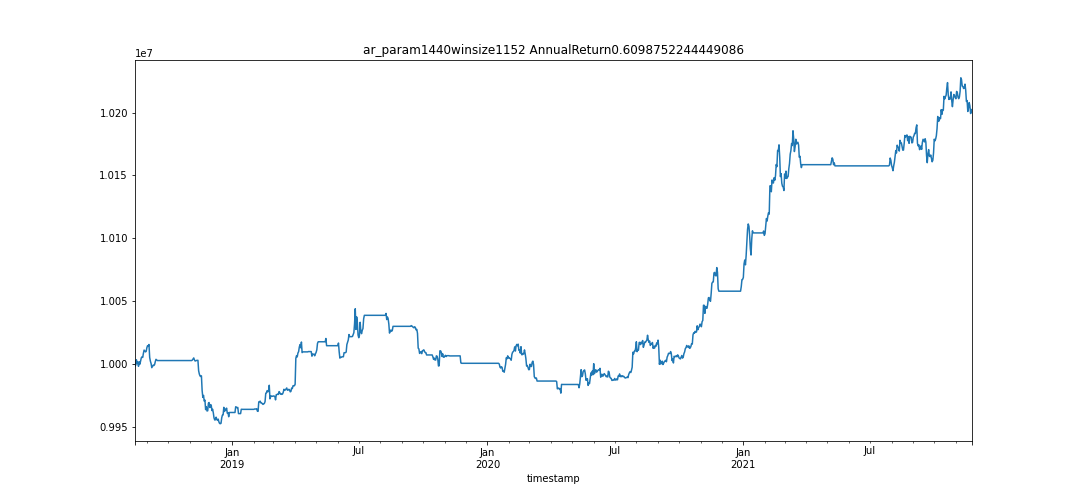 ar_param1440winsize1152 AnnualReturn0.6098752244449086
1e7
1.020
1.015
1.010
1.005
1.000
0.995
Jan Jul Jan Jul Jan Jul
2019 2020 2021
timestamp